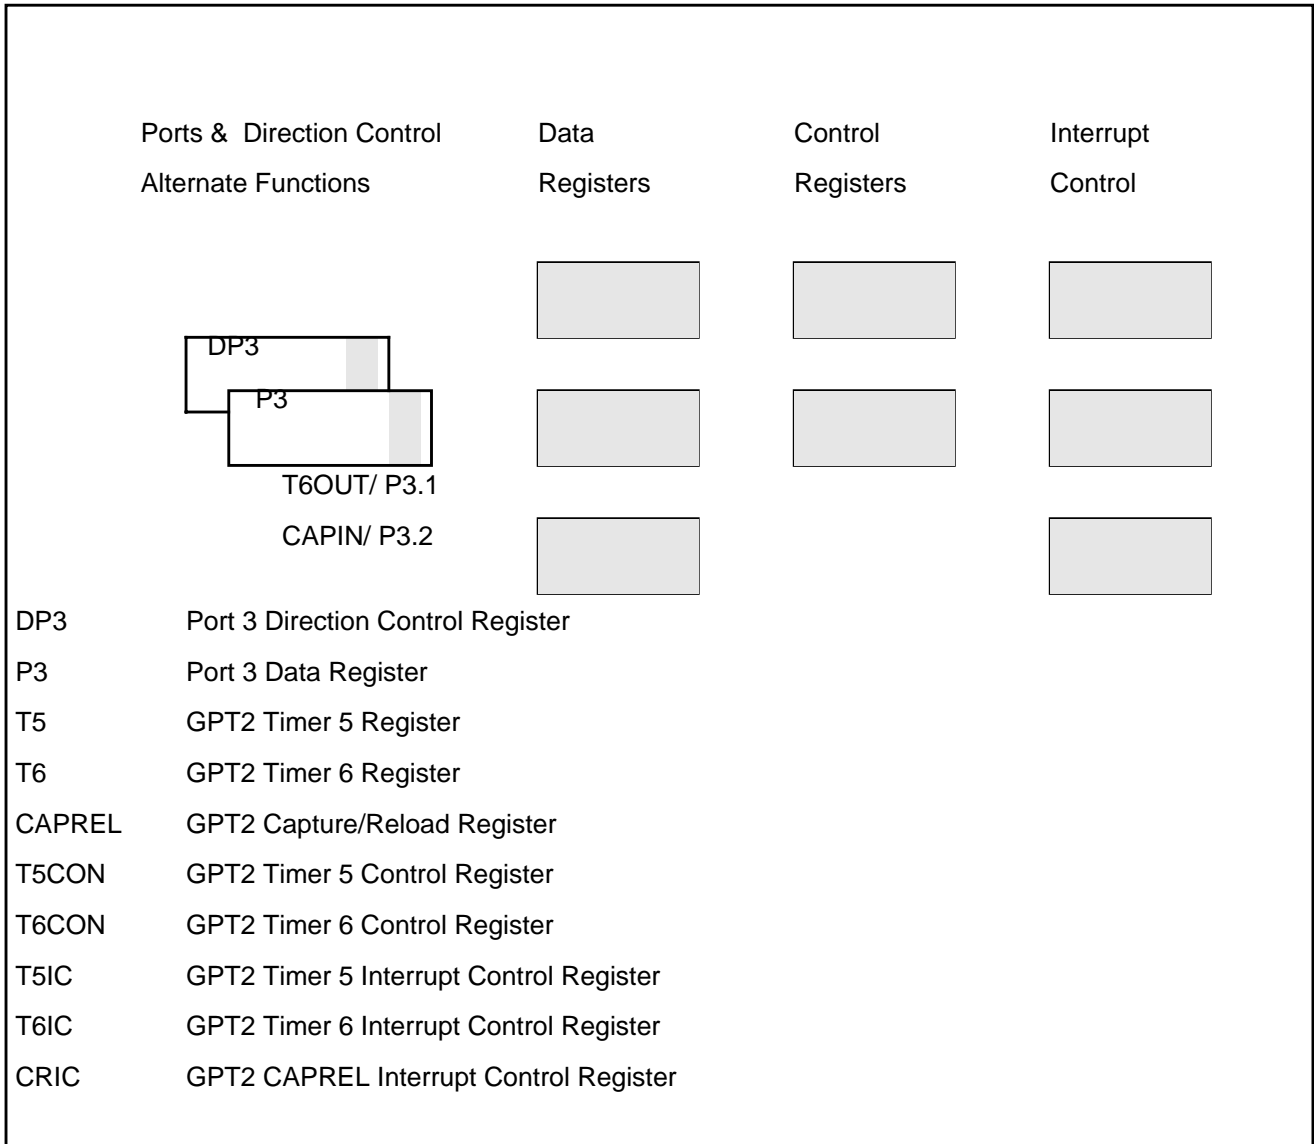 Ports &  Direction Control Data Control Interrupt
Alternate Functions Registers Registers Control
DP3
P3
T6OUT/ P3.1
CAPIN/ P3.2
DP3 Port 3 Direction Control Register
P3 Port 3 Data Register
T5 GPT2 Timer 5 Register
T6 GPT2 Timer 6 Register
CAPREL GPT2 Capture/Reload Register
T5CON GPT2 Timer 5 Control Register
T6CON GPT2 Timer 6 Control Register
T5IC GPT2 Timer 5 Interrupt Control Register
T6IC GPT2 Timer 6 Interrupt Control Register
CRIC GPT2 CAPREL Interrupt Control Register